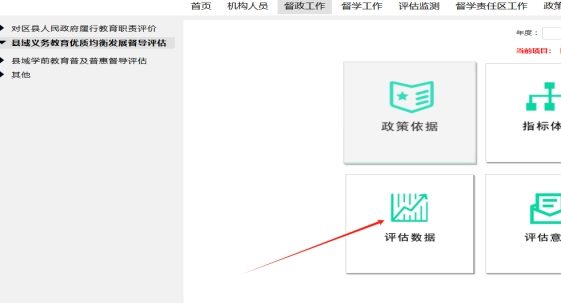 首页 机构人员 督政工作 督学工作 评估监测 督学责任区工作 政策
对区县人民政府履行教育职责评价
县域义务教育优质均衡发展督导评估
县域学前教育普及普惠督导评估
其他
年度：
当前项目：
政策依据
指标体
评估数据
评估意